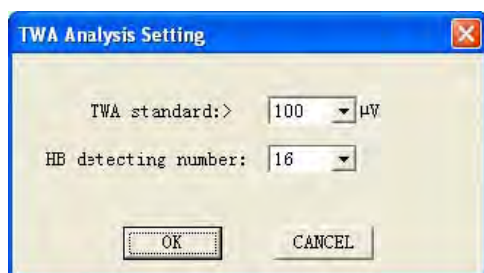 TWA Analysis Setting
TWA standard:> 100 μV
HB detecting number: 16
OK CANCEL